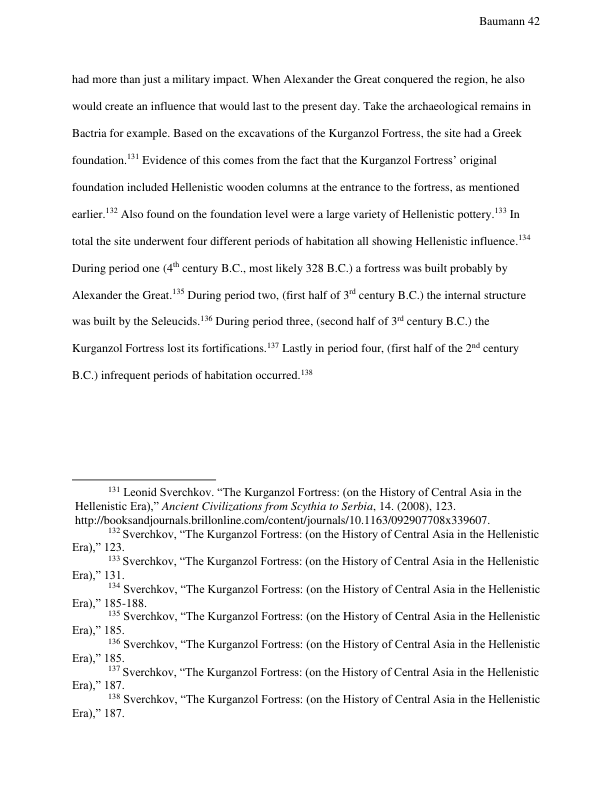 Baumann 42
had more than just a military impact. When Alexander the Great conquered the region, he also
would create an influence that would last to the present day. Take the archaeological remains in
Bactria for example. Based on the excavations of the Kurganzol Fortress, the site had a Greek
foundation.131 Evidence of this comes from the fact that the Kurganzol Fortress’ original
foundation included Hellenistic wooden columns at the entrance to the fortress, as mentioned
earlier.132 Also found on the foundation level were a large variety of Hellenistic pottery.133 In
total the site underwent four different periods of habitation all showing Hellenistic influence.134
During period one (4th century B.C., most likely 328 B.C.) a fortress was built probably by
Alexander the Great.135 During period two, (first half of 3rd century B.C.) the internal structure
was built by the Seleucids.136 During period three, (second half of 3rd century B.C.) the
Kurganzol Fortress lost its fortifications.137 Lastly in period four, (first half of the 2nd century
B.C.) infrequent periods of habitation occurred.138
131 Leonid Sverchkov. “The Kurganzol Fortress: (on the History of Central Asia in the
Hellenistic Era),” Ancient Civilizations from Scythia to Serbia, 14. (2008), 123.
http://booksandjournals.brillonline.com/content/journals/10.1163/092907708x339607.
132 Sverchkov, “The Kurganzol Fortress: (on the History of Central Asia in the Hellenistic
Era),” 123.
133 Sverchkov, “The Kurganzol Fortress: (on the History of Central Asia in the Hellenistic
Era),” 131.
134 Sverchkov, “The Kurganzol Fortress: (on the History of Central Asia in the Hellenistic
Era),” 185-188.
135 Sverchkov, “The Kurganzol Fortress: (on the History of Central Asia in the Hellenistic
Era),” 185.
136 Sverchkov, “The Kurganzol Fortress: (on the History of Central Asia in the Hellenistic
Era),” 185.
137 Sverchkov, “The Kurganzol Fortress: (on the History of Central Asia in the Hellenistic
Era),” 187.
138 Sverchkov, “The Kurganzol Fortress: (on the History of Central Asia in the Hellenistic
Era),” 187.